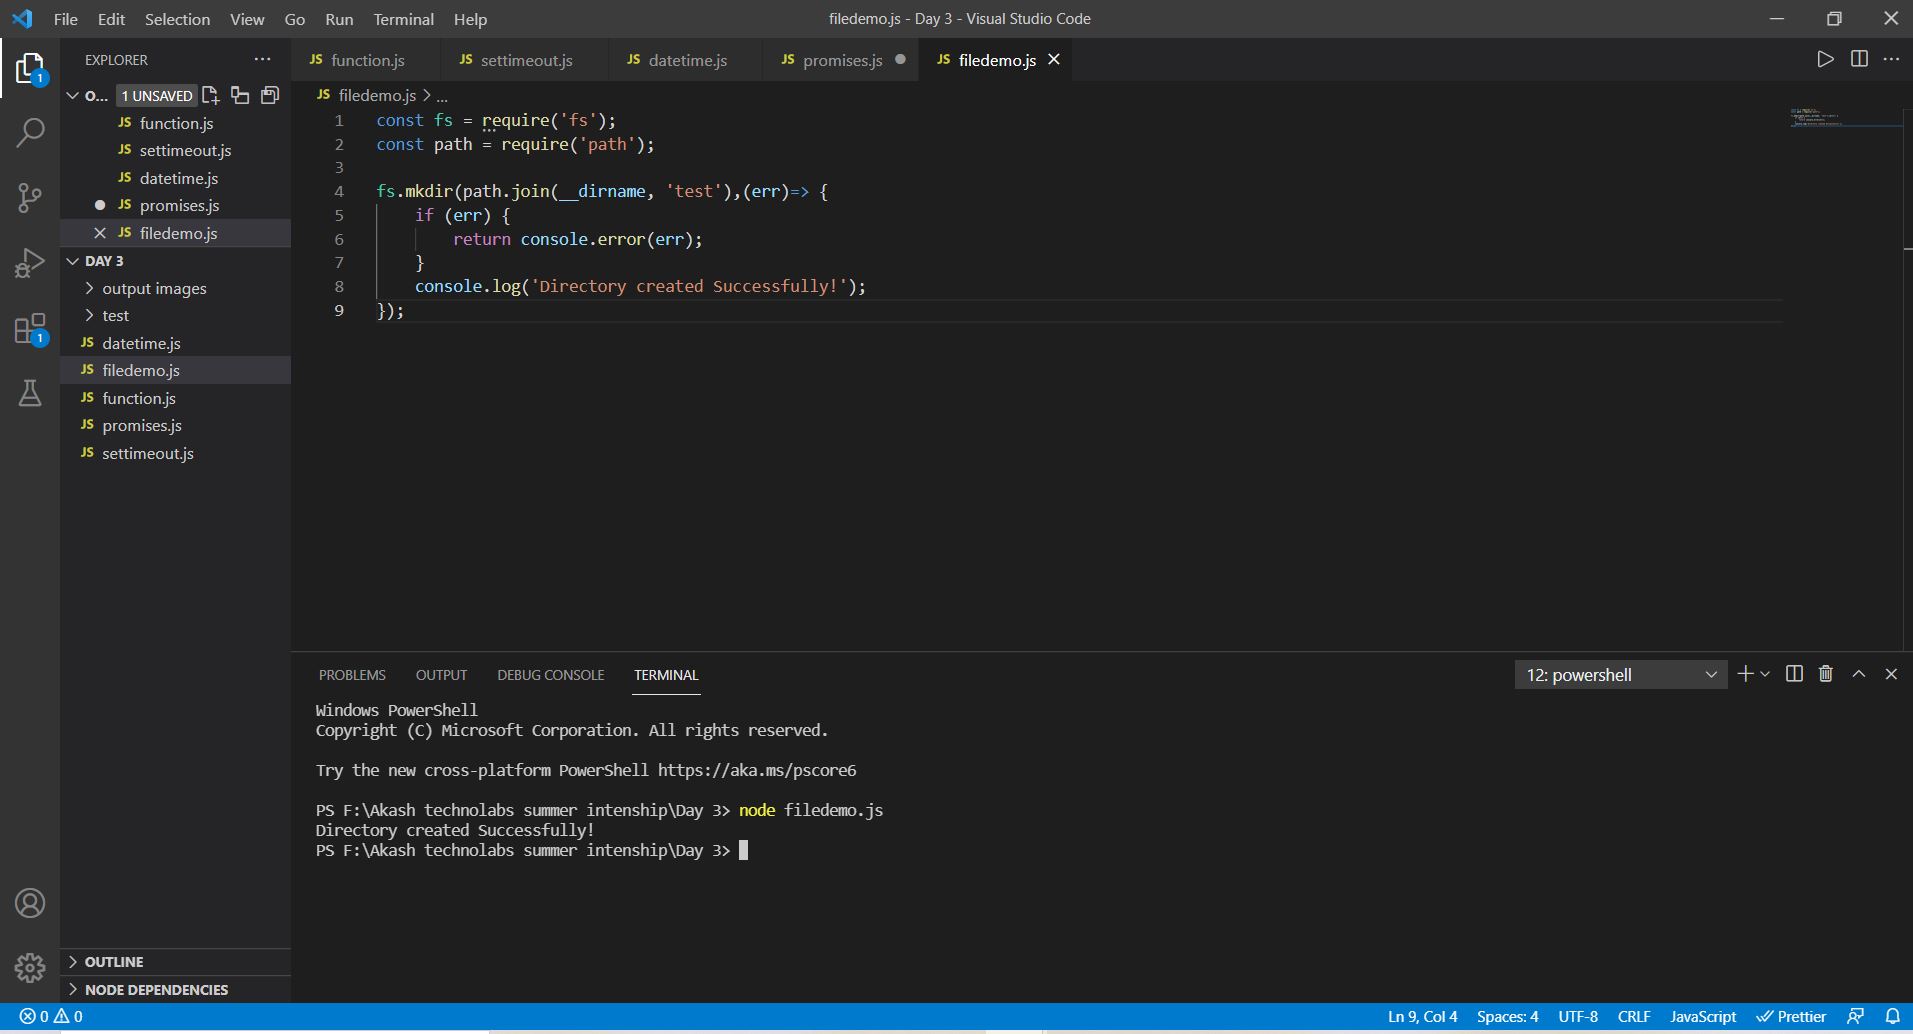 File Edit Selection View Go Run Terminal Help
filedemo.js - Day 3 - Visual Studio Code
EXPLORER
O... 1 UNSAVED
JS function.js
JS settimeout.js
JS datetime.js
JS promises.js
JS filedemo.js
DAY 3
output images
test
JS datetime.js
JS filedemo.js
JS function.js
JS promises.js
JS settimeout.js
OUTLINE
NODE DEPENDENCIES
1
1
JS function.js JS settimeout.js JS datetime.js JS promises.js JS filedemo.js
JS filedemo.js > ...
1 const fs = require('fs');
2 const path = require('path');
3
4 fs.mkdir(path.join(__dirname, 'test'),(err)=> {
5     if (err) {
6         return console.error(err);
7     }
8     console.log('Directory created Successfully!');
9 });
PROBLEMS OUTPUT DEBUG CONSOLE TERMINAL
12: powershell
Windows PowerShell
Copyright (C) Microsoft Corporation. All rights reserved.
Try the new cross-platform PowerShell https://aka.ms/pscore6
PS F:\Akash technolabs summer intenship\Day 3> node filedemo.js
Directory created Successfully!
PS F:\Akash technolabs summer intenship\Day 3>
0 0
Ln 9, Col 4 Spaces: 4 UTF-8 CRLF JavaScript Prettier